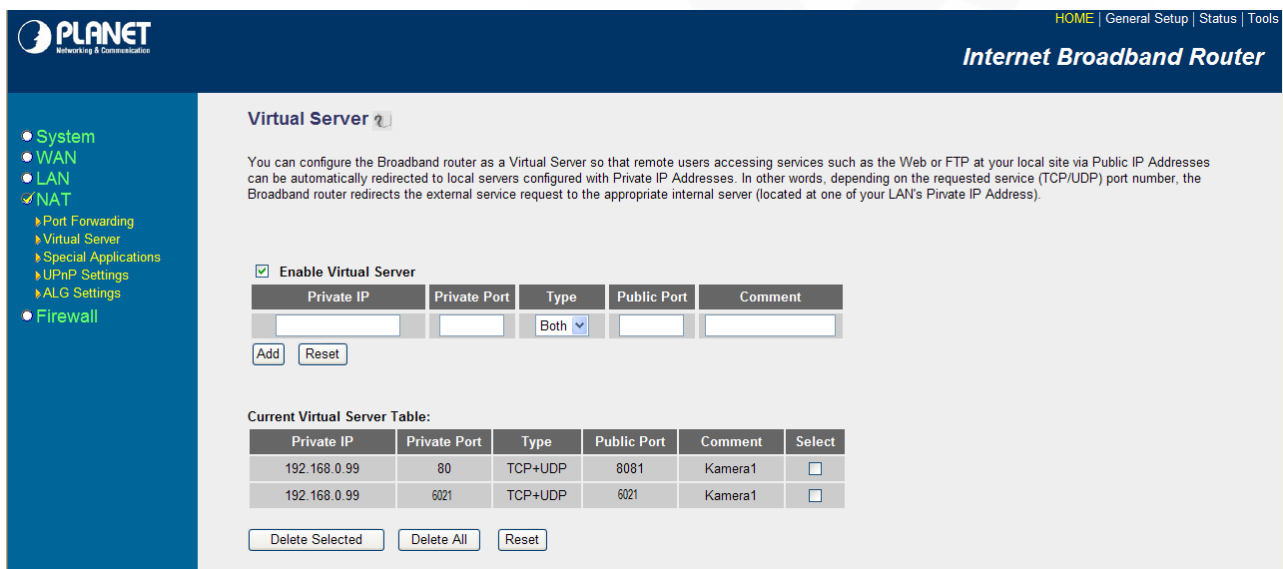 PLANET
Networking & Communication
HOME | General Setup | Status | Tools
Internet Broadband Router
System
WAN
LAN
NAT
Port Forwarding
Virtual Server
Special Applications
UPnP Settings
ALG Settings
Firewall
Virtual Server
You can configure the Broadband router as a Virtual Server so that remote users accessing services such as the Web or FTP at your local site via Public IP Addresses
can be automatically redirected to local servers configured with Private IP Addresses. In other words, depending on the requested service (TCP/UDP) port number, the
Broadband router redirects the external service request to the appropriate internal server (located at one of your LAN's Private IP Address).
Enable Virtual Server
Private IP Private Port Type Public Port Comment
Both
Add Reset
Current Virtual Server Table:
Private IP Private Port Type Public Port Comment Select
192.168.0.99 80 TCP+UDP 8081 Kamera1
192.168.0.99 6021 TCP+UDP 6021 Kamera1
Delete Selected Delete All Reset